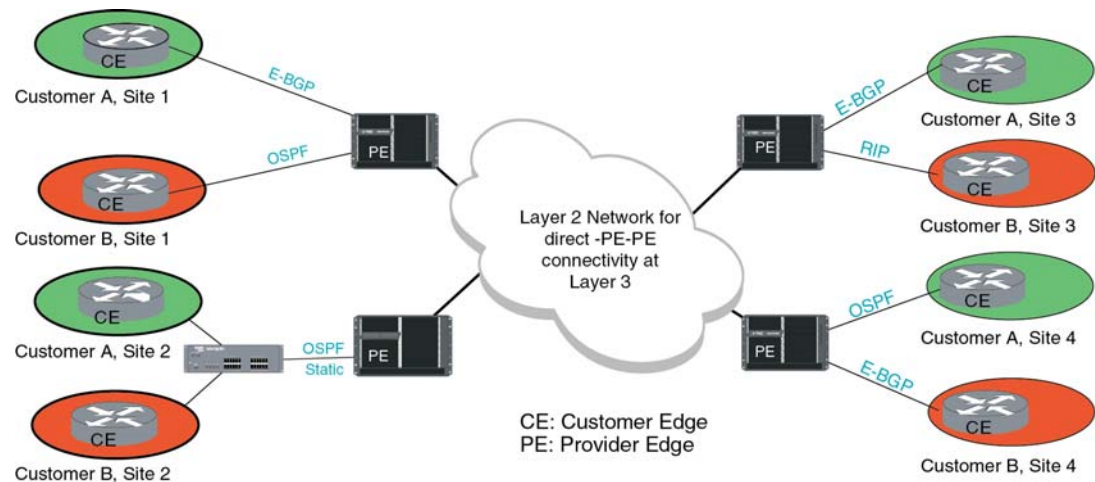 CE
E-BGP
Customer A, Site 1
PE
OSPF
CE
Customer B, Site 1
CE
Customer A, Site 2
OSPF
PE
Static
CE
Customer B, Site 2
Layer 2 Network for
direct -PE-PE
connectivity at
Layer 3
CE: Customer Edge
PE: Provider Edge
CE
E-BGP
Customer A, Site 3
PE
RIP
CE
Customer B, Site 3
CE
OSPF
Customer A, Site 4
PE
E-BGP
CE
Customer B, Site 4